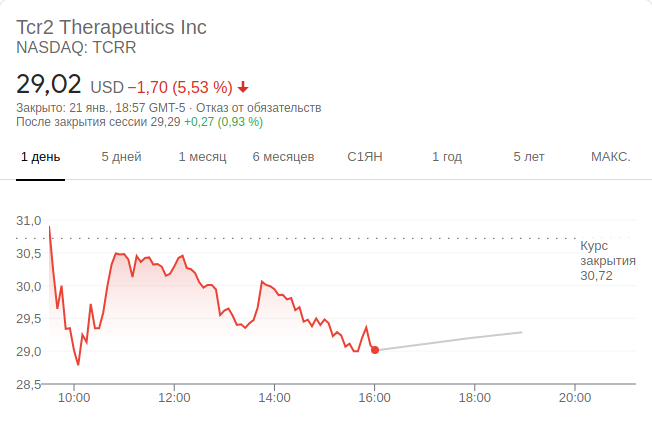 Tcr2 Therapeutics Inc
NASDAQ: TCRR
29,02 USD −1,70 (5,53 %)
Закрыто: 21 янв., 18:57 GMT-5 · Отказ от обязательств
После закрытия сессии 29,29 +0,27 (0,93 %)
1 день 5 дней 1 месяц 6 месяцев С1ЯН 1 год 5 лет МАКС.
31,0
30,5
30,0
29,5
29,0
28,5
Курс
закрытия
30,72
10:00 12:00 14:00 16:00 18:00 20:00